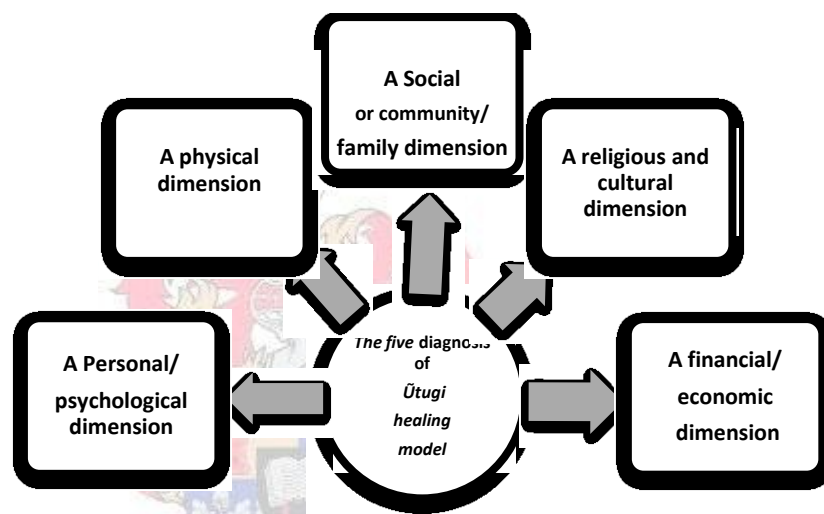 A Social
or community/
family dimension
A physical
dimension
A religious and
cultural
dimension
A Personal/
psychological
dimension
The five diagnosis
of
Ũtugi
healing
model
A financial/
economic
dimension